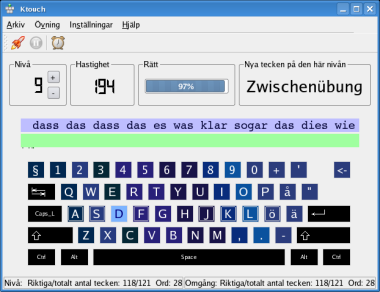 Ktouch
Arkiv Övning Inställningar Hjälp
Nivå Hastighet Rätt Nya tecken på den här nivån
9 + - 194 97% Zwischenübung
dass das dass das es was klar sogar das dies wie
§ 1 2 3 4 5 6 7 8 9 0 + ' <-
Q W E R T Y U I O P å "
Caps_L A S D F G H J K L ö ä
Z X C V B N M , . -
Ctrl Alt Space Alt Ctrl
Nivå: Riktiga/totalt antal tecken: 118/121 Ord: 28 Omgång: Riktiga/totalt antal tecken: 118/121 Ord: 28